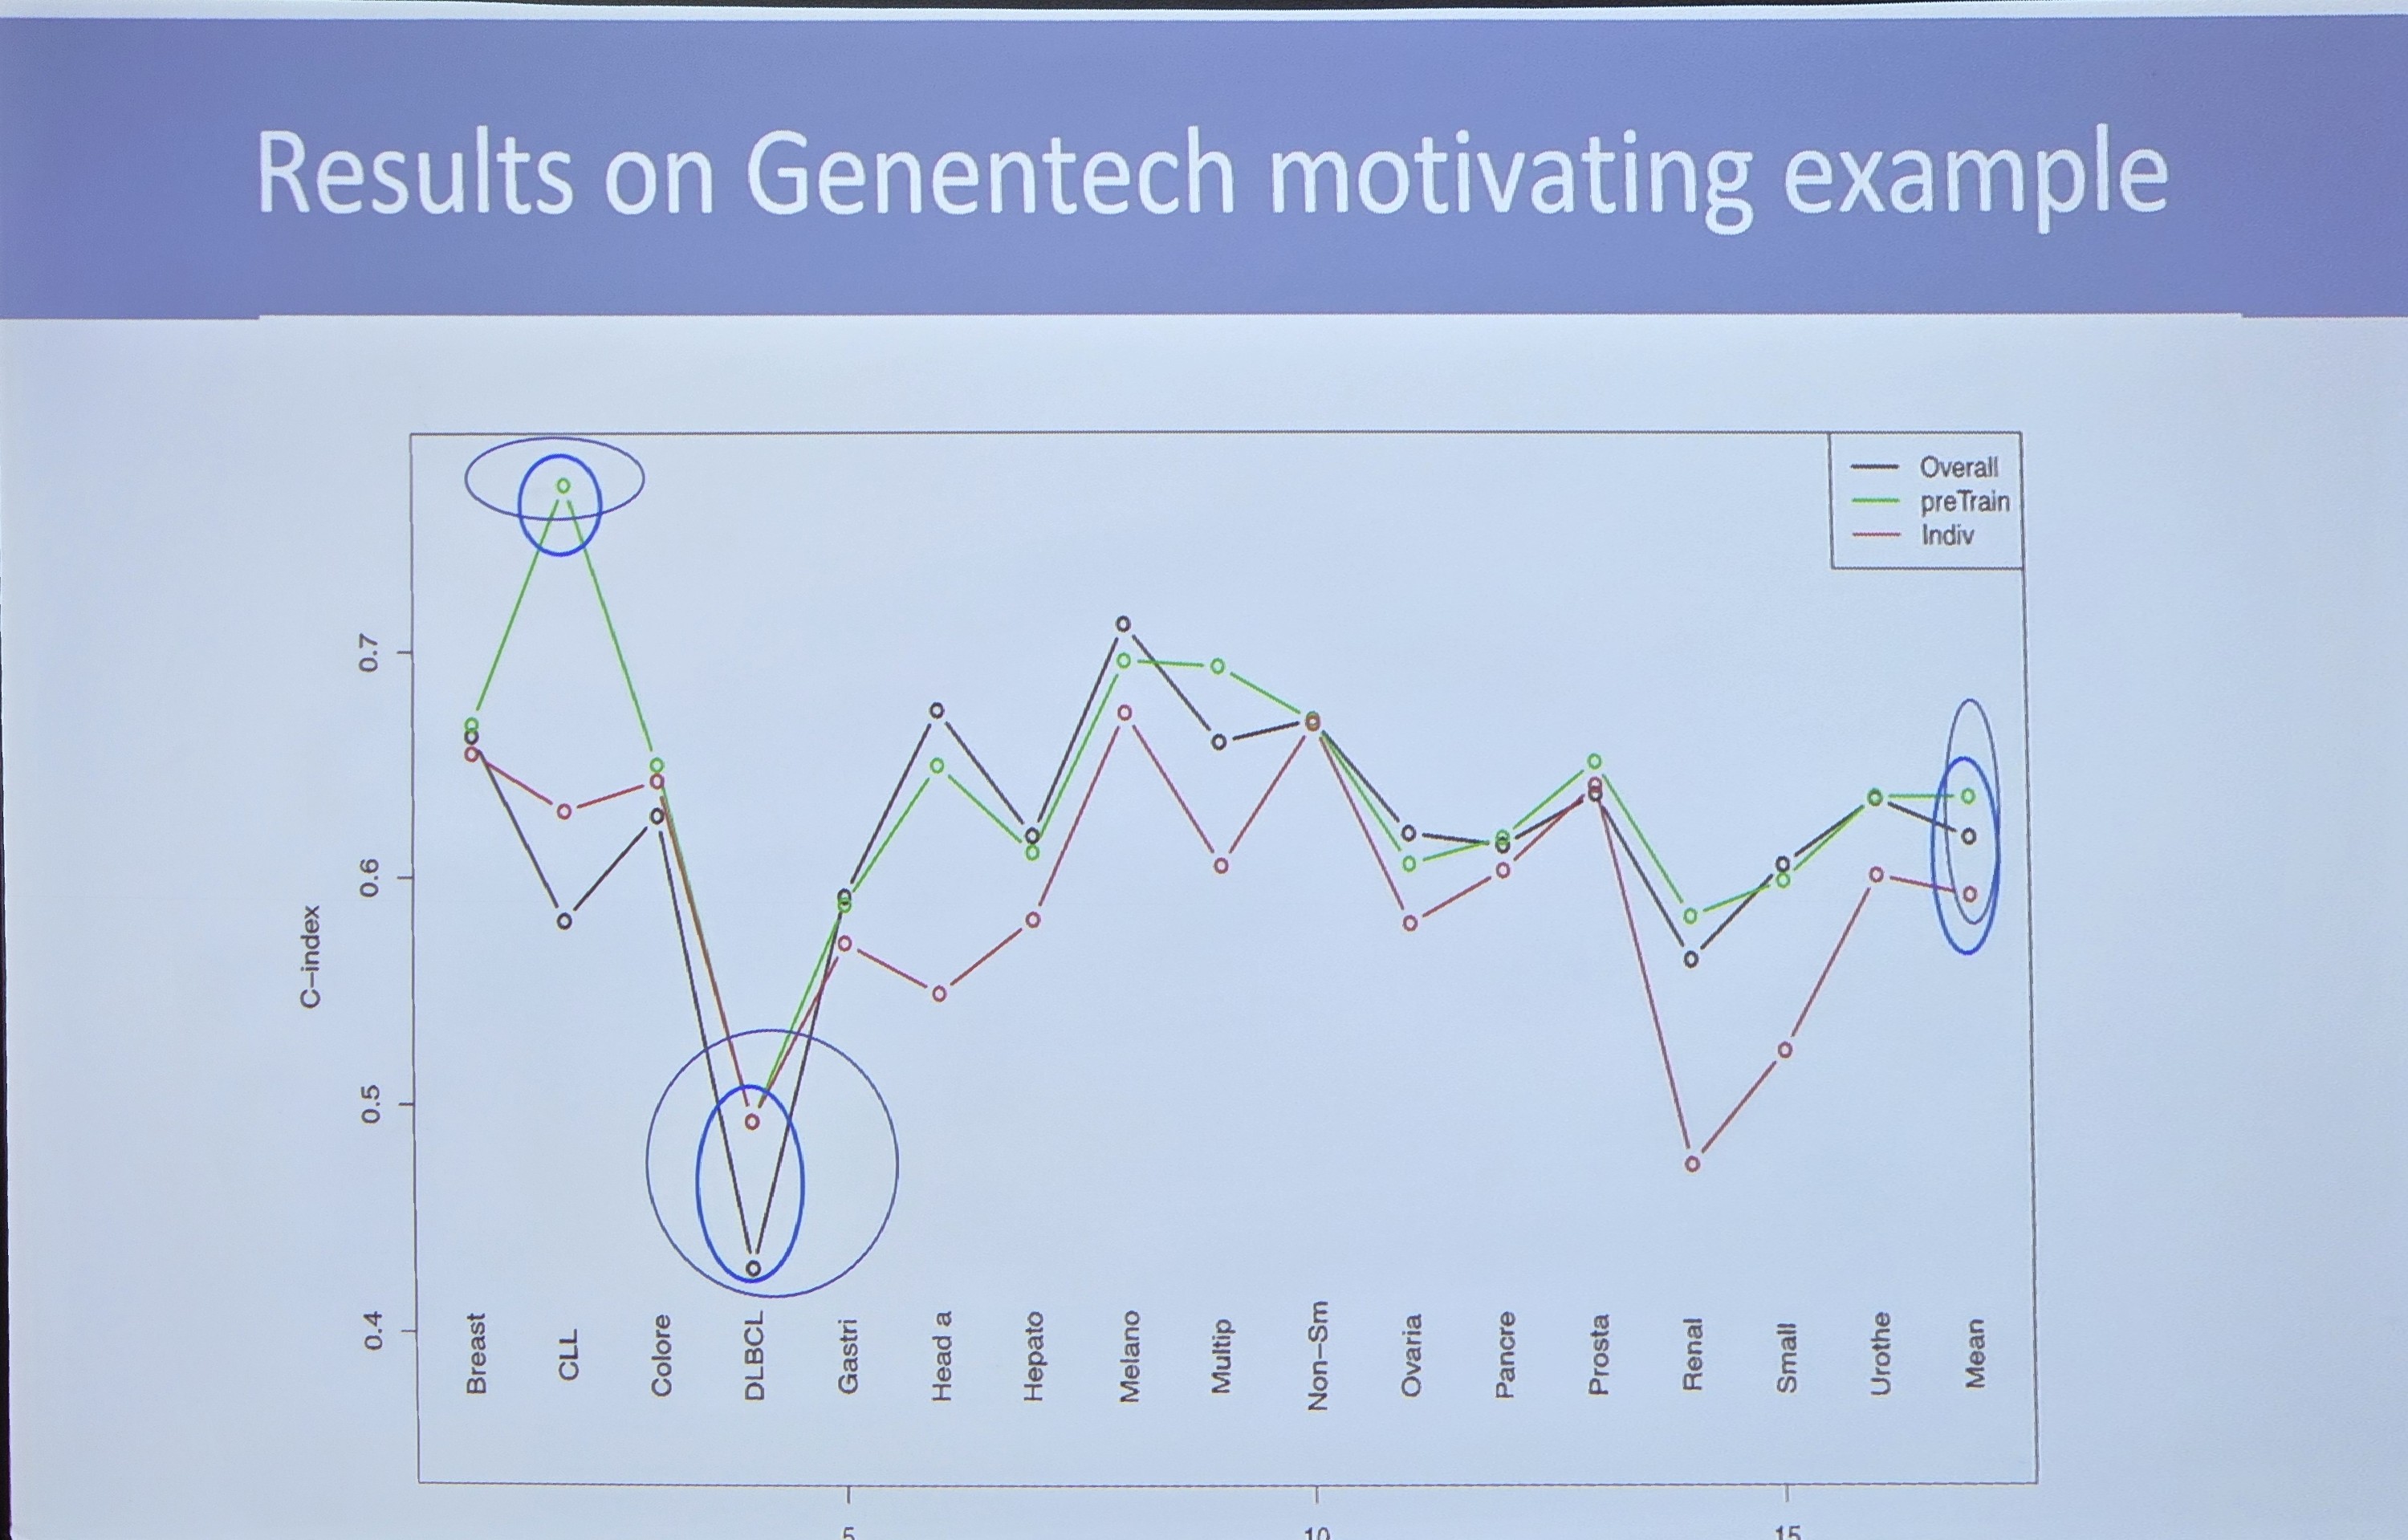 Results on Genentech motivating example
Overall
preTrain
Indiv
0.7
0.6
0.5
0.4
C–index
Breast
CLL
Colore
DLBCL
Gastri
Head a
Hepato
Melano
Multip
Non–Sm
Ovaria
Pancre
Prosta
Renal
Small
Urothe
Mean
5
10
15